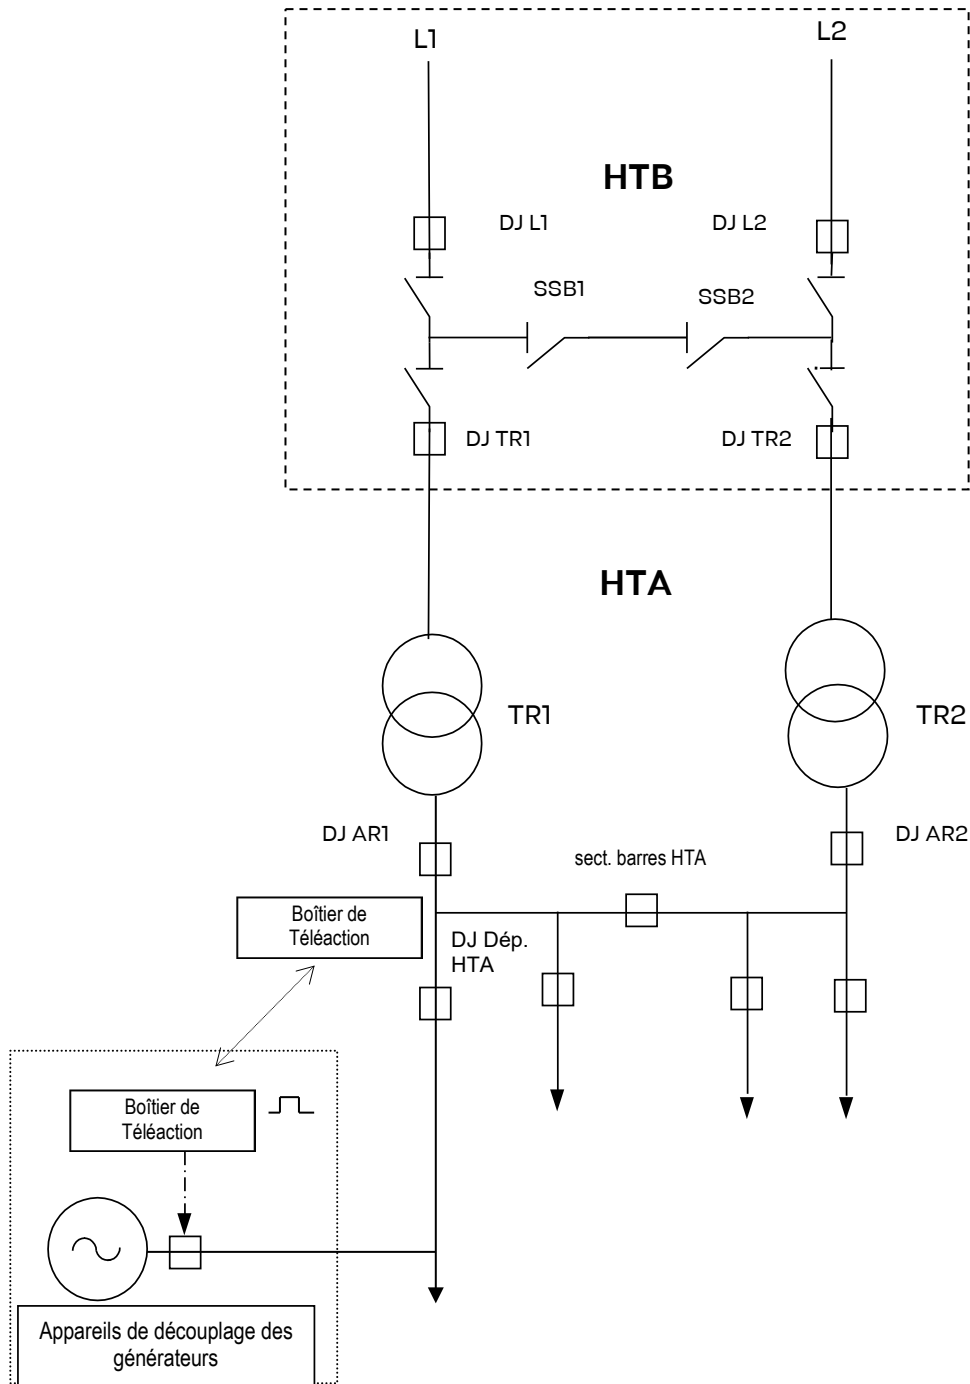 L1
L2
HTB
DJ L1
DJ L2
SSB1
SSB2
DJ TR1
DJ TR2
HTA
TR1
TR2
DJ AR1
DJ AR2
sect. barres HTA
Boîtier de
Téléaction
DJ Dép.
HTA
Boîtier de
Téléaction
Appareils de découplage des
générateurs